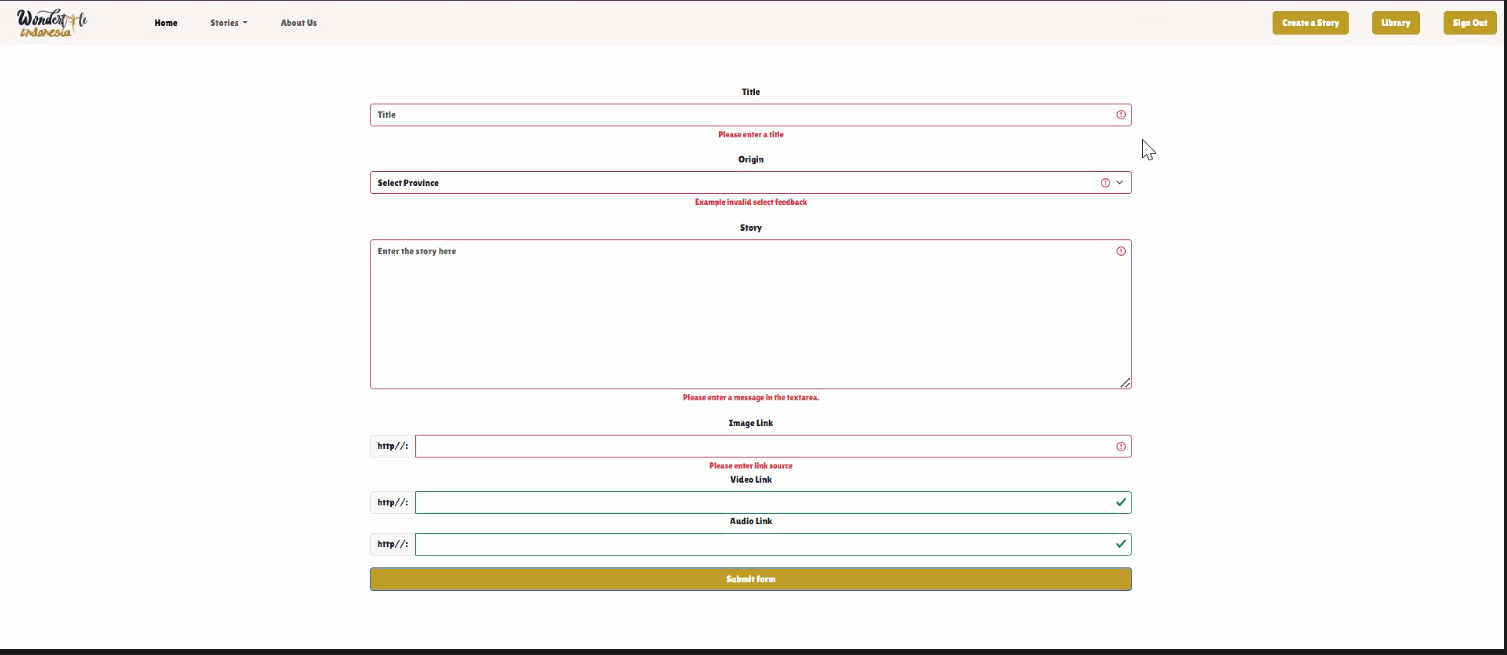 Wondertale
Indonesia
Home
Stories
About Us
Create a Story
Library
Sign Out
Title
Title
Please enter a title
Origin
Select Province
Example invalid select feedback
Story
Enter the story here
Please enter a message in the textarea.
Image Link
http//:
Please enter link source
Video Link
http//:
Audio Link
http//:
Submit form